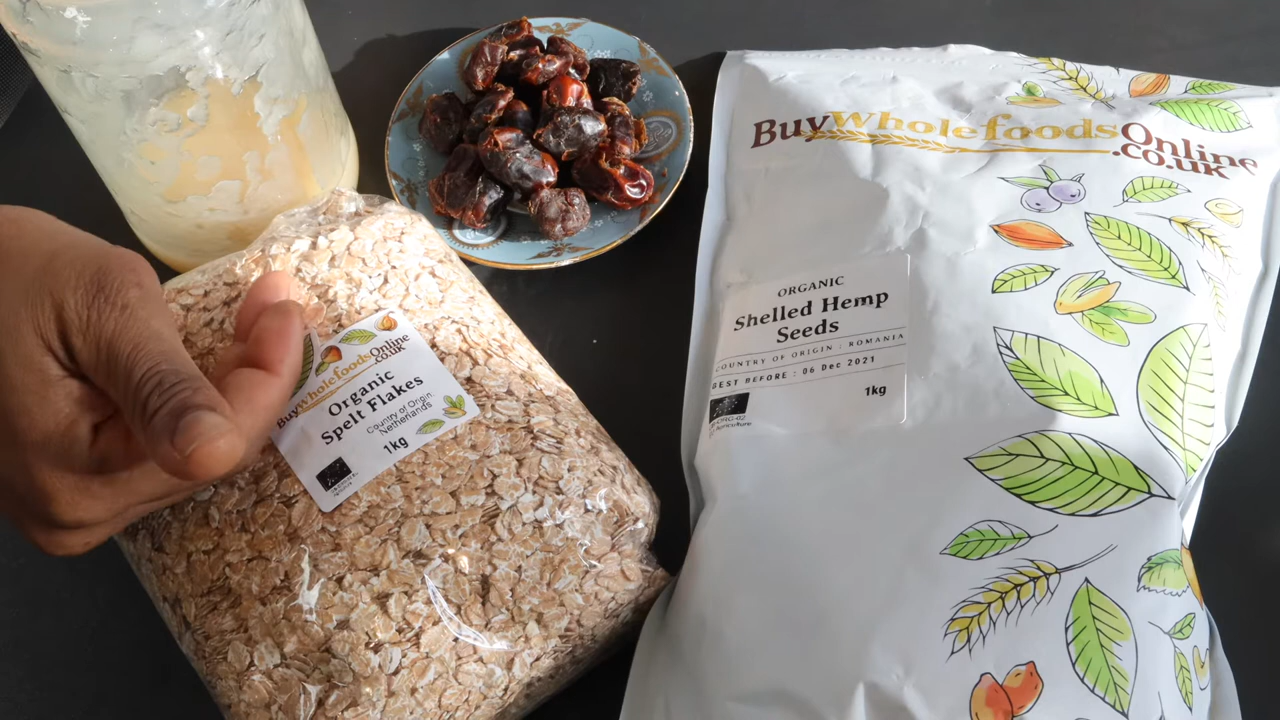 BuyWholefoodsOnline
.co.uk
Organic
Spelt Flakes
Country of Origin
Netherlands
1kg
BuyWholefoodsOnline
.co.uk
ORGANIC
Shelled Hemp
Seeds
COUNTRY OF ORIGIN : ROMANIA
BEST BEFORE : 06 Dec 2021
1kg
Agriculture